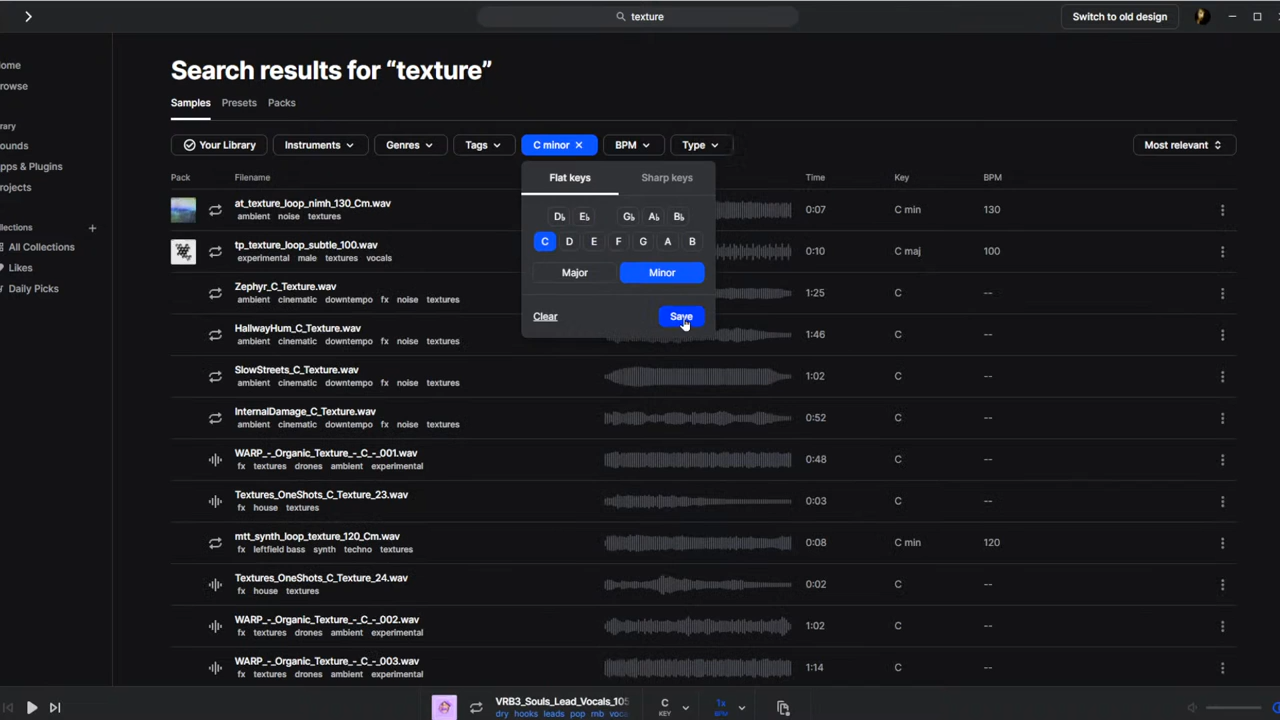 texture
Switch to old design
ome
rowse
rary
ounds
pps & Plugins
rojects
llections
All Collections
Likes
Daily Picks
Search results for “texture”
Samples Presets Packs
Your Library Instruments Genres Tags C minor BPM Type Most relevant
Pack Filename Time Key BPM
Flat keys Sharp keys
D♭ E♭ G♭ A♭ B♭
C D E F G A B
Major Minor
Clear Save
at_texture_loop_nimh_130_Cm.wav 0:07 C min 130
ambient noise textures
tp_texture_loop_subtle_100.wav 0:10 C maj 100
experimental male textures vocals
Zephyr_C_Texture.wav 1:25 C --
ambient cinematic downtempo fx noise textures
HallwayHum_C_Texture.wav 1:46 C --
ambient cinematic downtempo fx noise textures
SlowStreets_C_Texture.wav 1:02 C --
ambient cinematic downtempo fx noise textures
InternalDamage_C_Texture.wav 0:52 C --
ambient cinematic downtempo fx noise textures
WARP_-_Organic_Texture_-_C_-_001.wav 0:48 C --
fx textures drones ambient experimental
Textures_OneShots_C_Texture_23.wav 0:03 C --
fx house textures
mtt_synth_loop_texture_120_Cm.wav 0:08 C min 120
fx leftfield bass synth techno textures
Textures_OneShots_C_Texture_24.wav 0:02 C --
fx house textures
WARP_-_Organic_Texture_-_C_-_002.wav 1:02 C --
fx textures drones ambient experimental
WARP_-_Organic_Texture_-_C_-_003.wav 1:14 C --
fx textures drones ambient experimental
VRB3_Souls_Lead_Vocals_105
dry hooks leads pop rnb voca
C
KEY
1x
BPM